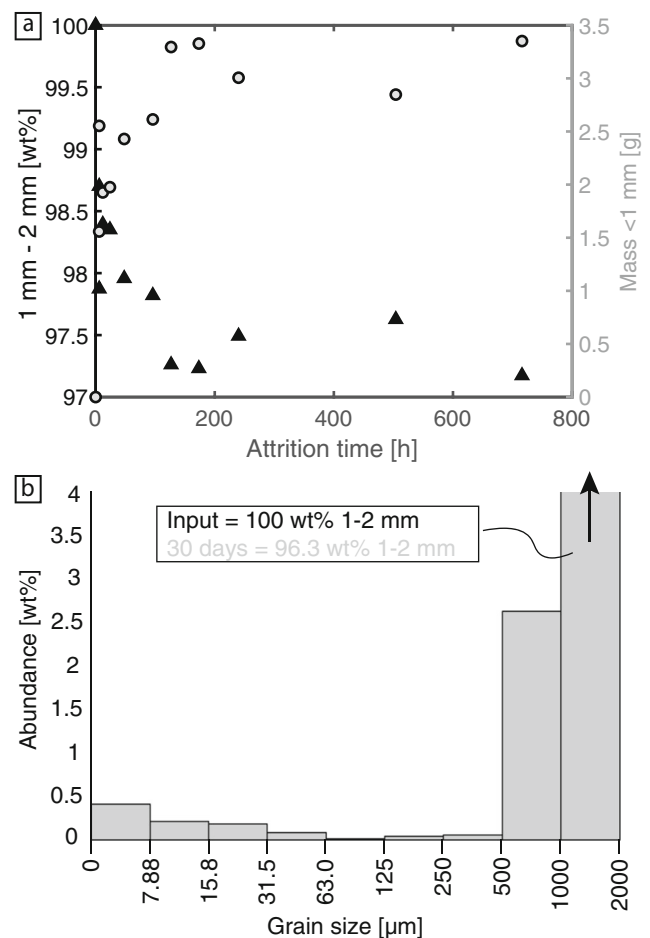 a
100
99.5
99
98.5
98
97.5
97
1 mm - 2 mm [wt%]
3.5
3
2.5
2
1.5
1
0.5
0
Mass <1 mm [g]
0 200 400 600 800
Attrition time [h]
b
4
3.5
3
2.5
2
1.5
1
0.5
0
Abundance [wt%]
Input = 100 wt% 1-2 mm
30 days = 96.3 wt% 1-2 mm
0 7.88 15.8 31.5 63.0 125 250 500 1000 2000
Grain size [µm]